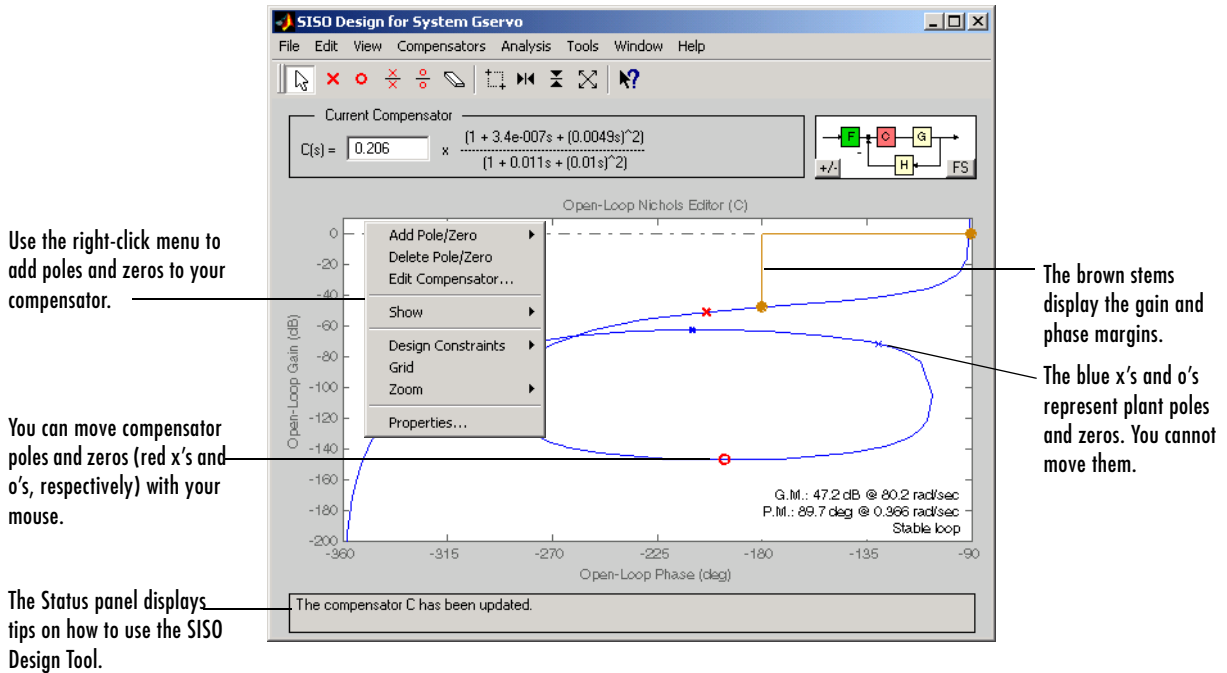 SISO Design for System Gservo
File Edit View Compensators Analysis Tools Window Help
Current Compensator
C(s) = 0.206 x (1 + 3.4e-007s + (0.0049s)^2)
(1 + 0.011s + (0.01s)^2)
F C G
H
+/- FS
Open-Loop Nichols Editor (C)
Use the right-click menu to
add poles and zeros to your
compensator.
Add Pole/Zero
Delete Pole/Zero
Edit Compensator...
Show
Design Constraints
Grid
Zoom
Properties...
The brown stems
display the gain and
phase margins.
The blue x's and o's
represent plant poles
and zeros. You cannot
move them.
You can move compensator
poles and zeros (red x's and
o's, respectively) with your
mouse.
Open-Loop Gain (dB)
0
-20
-40
-60
-80
-100
-120
-140
-160
-180
-200
G.M.: 47.2 dB @ 80.2 rad/sec
P.M.: 89.7 deg @ 0.366 rad/sec
Stable loop
-360 -315 -270 -225 -180 -135 -90
Open-Loop Phase (deg)
The Status panel displays
tips on how to use the SISO
Design Tool.
The compensator C has been updated.